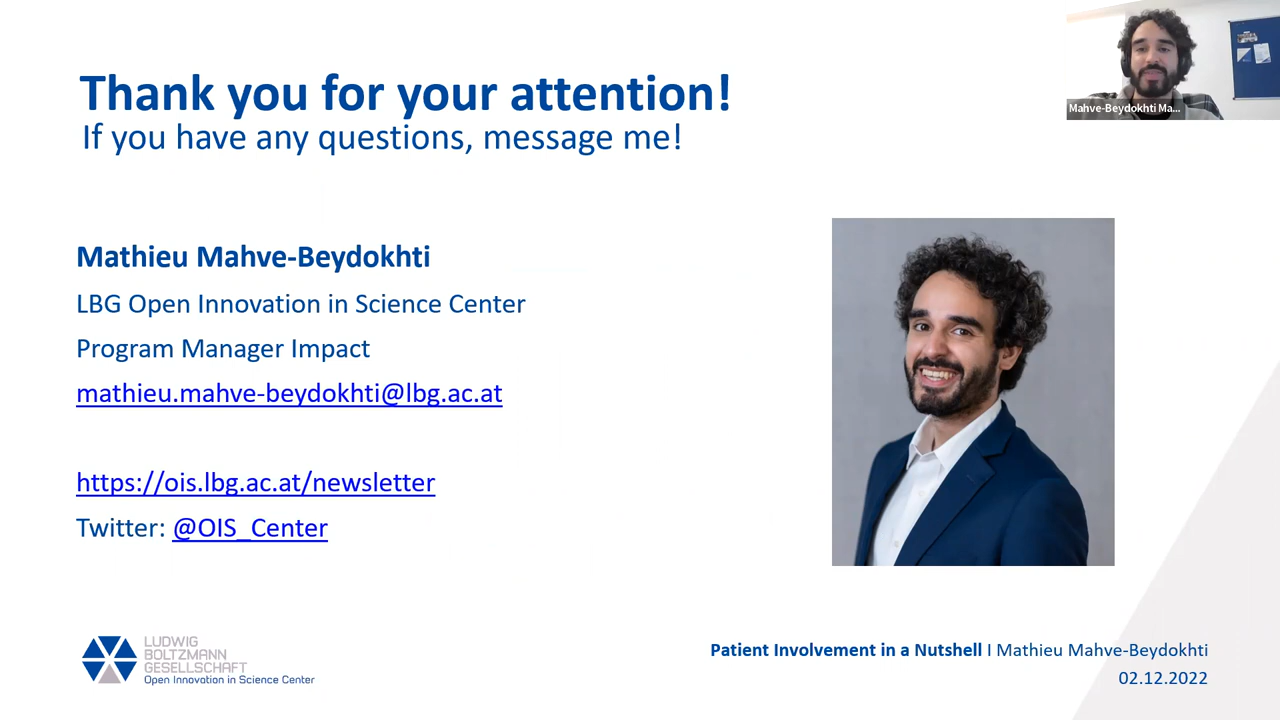 Thank you for your attention!
If you have any questions, message me!
Mahve-Beydokhti Ma...
Mathieu Mahve-Beydokhti
LBG Open Innovation in Science Center
Program Manager Impact
mathieu.mahve-beydokhti@lbg.ac.at
https://ois.lbg.ac.at/newsletter
Twitter: @OIS_Center
LUDWIG
BOLTZMANN
GESELLSCHAFT
Open Innovation in Science Center
Patient Involvement in a Nutshell I Mathieu Mahve-Beydokhti
02.12.2022